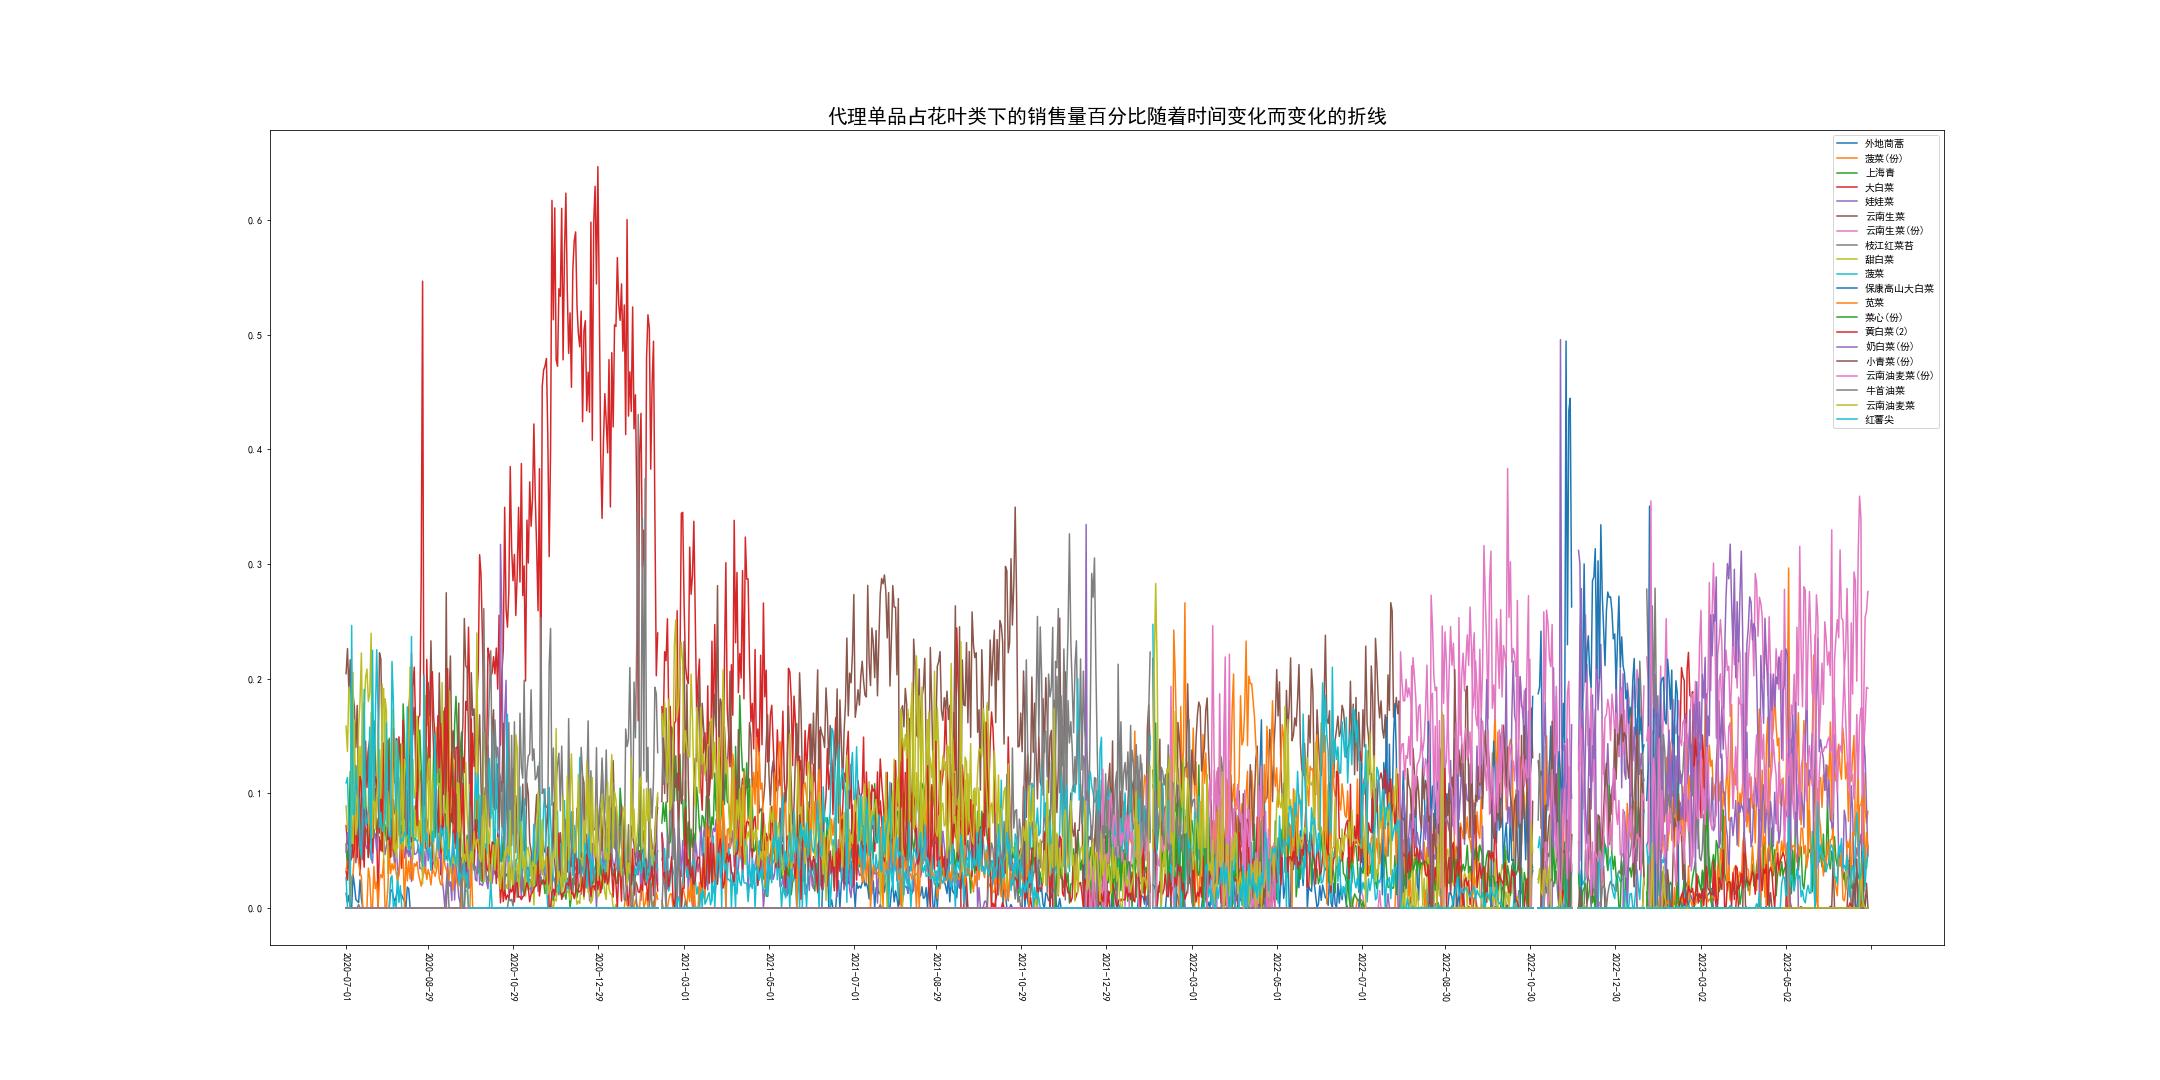 代理单品占花叶类下的销售量百分比随着时间变化而变化的折线
外地茼蒿
菠菜(份)
上海青
大白菜
娃娃菜
云南生菜
云南生菜(份)
枝江红菜苔
甜白菜
菠菜
保康高山大白菜
苋菜
菜心(份)
黄白菜(2)
奶白菜(份)
小青菜(份)
云南油麦菜(份)
牛首油菜
云南油麦菜
红薯尖
0.6
0.5
0.4
0.3
0.2
0.1
0.0
2020-07-01
2020-08-29
2020-10-29
2020-12-29
2021-03-01
2021-05-01
2021-07-01
2021-08-29
2021-10-29
2021-12-29
2022-03-01
2022-05-01
2022-07-01
2022-08-30
2022-10-30
2022-12-30
2023-03-02
2023-05-02